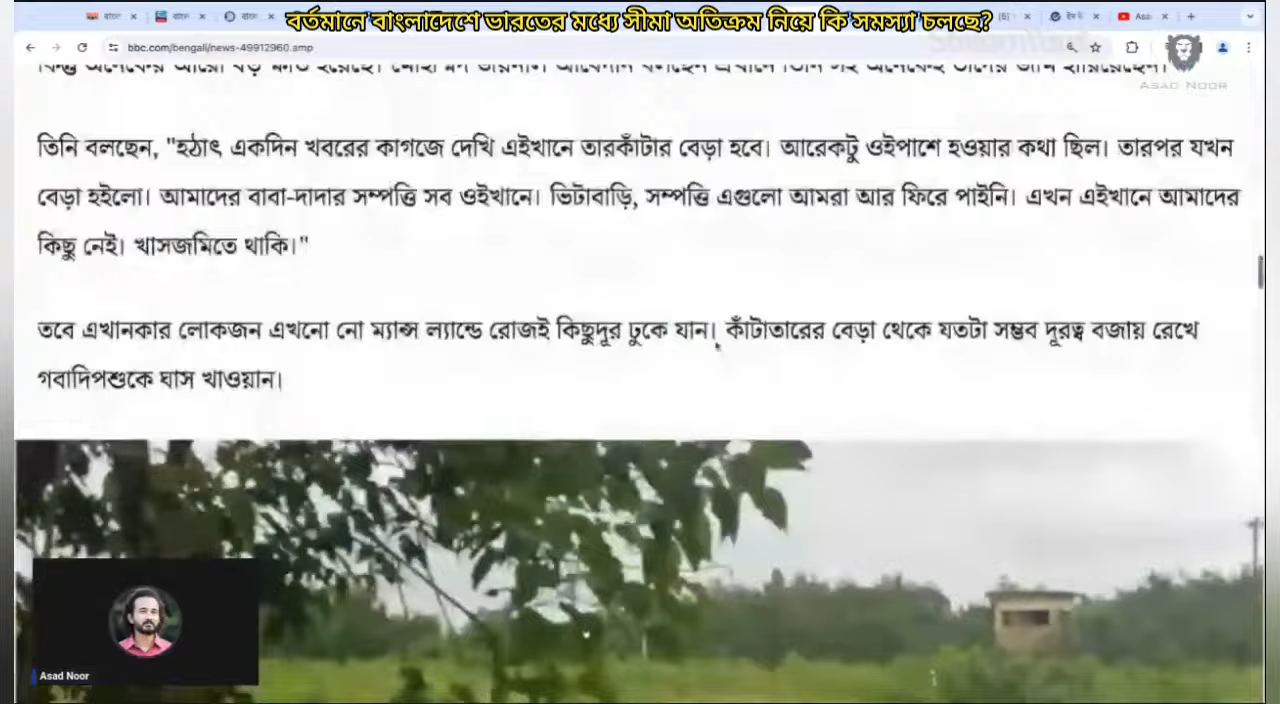 বর্তমানে বাংলাদেশে ভারতের মধ্যে সীমা অতিক্রম নিয়ে কি সমস্যা চলছে?
bbc.com/bengali/news-49912960.amp
ASAD NOOR
তিনি বলছেন, "হঠাৎ একদিন খবরের কাগজে দেখি এইখানে তারকাঁটার বেড়া হবে। আরেকটু ওইপাশে হওয়ার কথা ছিল। তারপর যখন
বেড়া হইলো। আমাদের বাবা-দাদার সম্পত্তি সব ওইখানে। ভিটাবাড়ি, সম্পত্তি এগুলো আমরা আর ফিরে পাইনি। এখন এইখানে আমাদের
কিছু নেই। খাসজমিতে থাকি।"
তবে এখানকার লোকজন এখনো নো ম্যান্স ল্যান্ডে রোজই কিছুদূর ঢুকে যান। কাঁটাতারের বেড়া থেকে যতটা সম্ভব দূরত্ব বজায় রেখে
গবাদিপশুকে ঘাস খাওয়ান।
Asad Noor